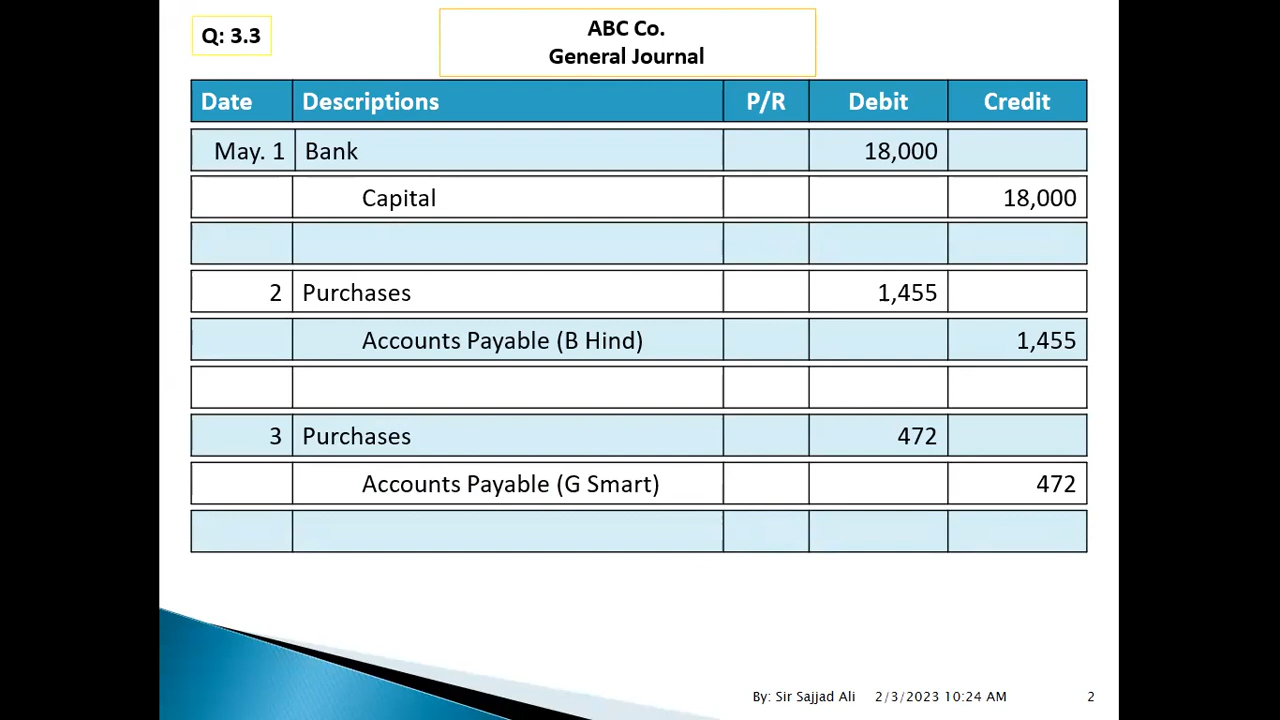 Q: 3.3
ABC Co.
General Journal
Date Descriptions P/R Debit Credit
May. 1 Bank 18,000
Capital 18,000
2 Purchases 1,455
Accounts Payable (B Hind) 1,455
3 Purchases 472
Accounts Payable (G Smart) 472
By: Sir Sajjad Ali 2/3/2023 10:24 AM 2